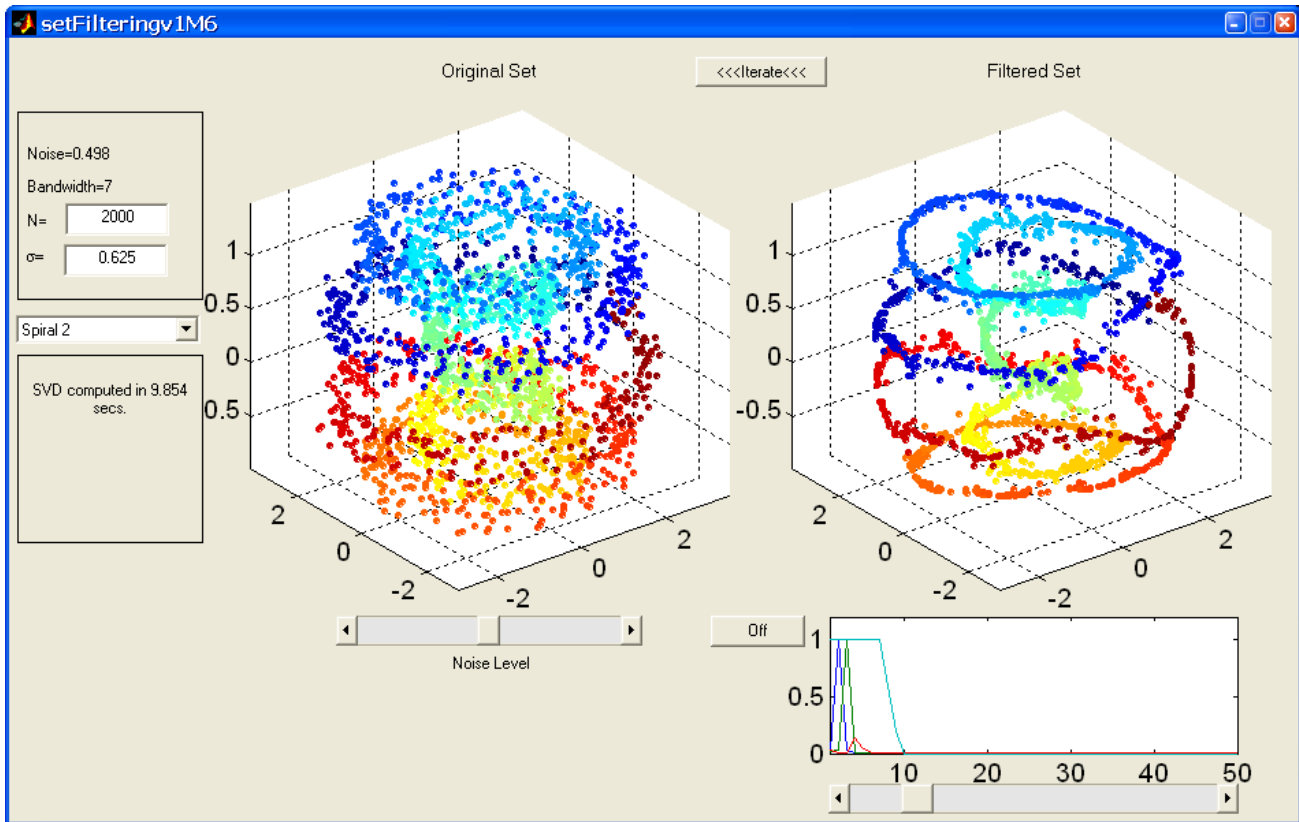 setFilteringv1M6
Original Set
<<<Iterate<<<
Filtered Set
Noise=0.498
Bandwidth=7
N= 2000
σ= 0.625
Spiral 2
SVD computed in 9.854
secs.
1
0.5
0
0.5
2
0
-2
-2
0
2
1
0.5
0
-0.5
2
0
-2
-2
0
2
Noise Level
Off
1
0.5
0
10 20 30 40 50